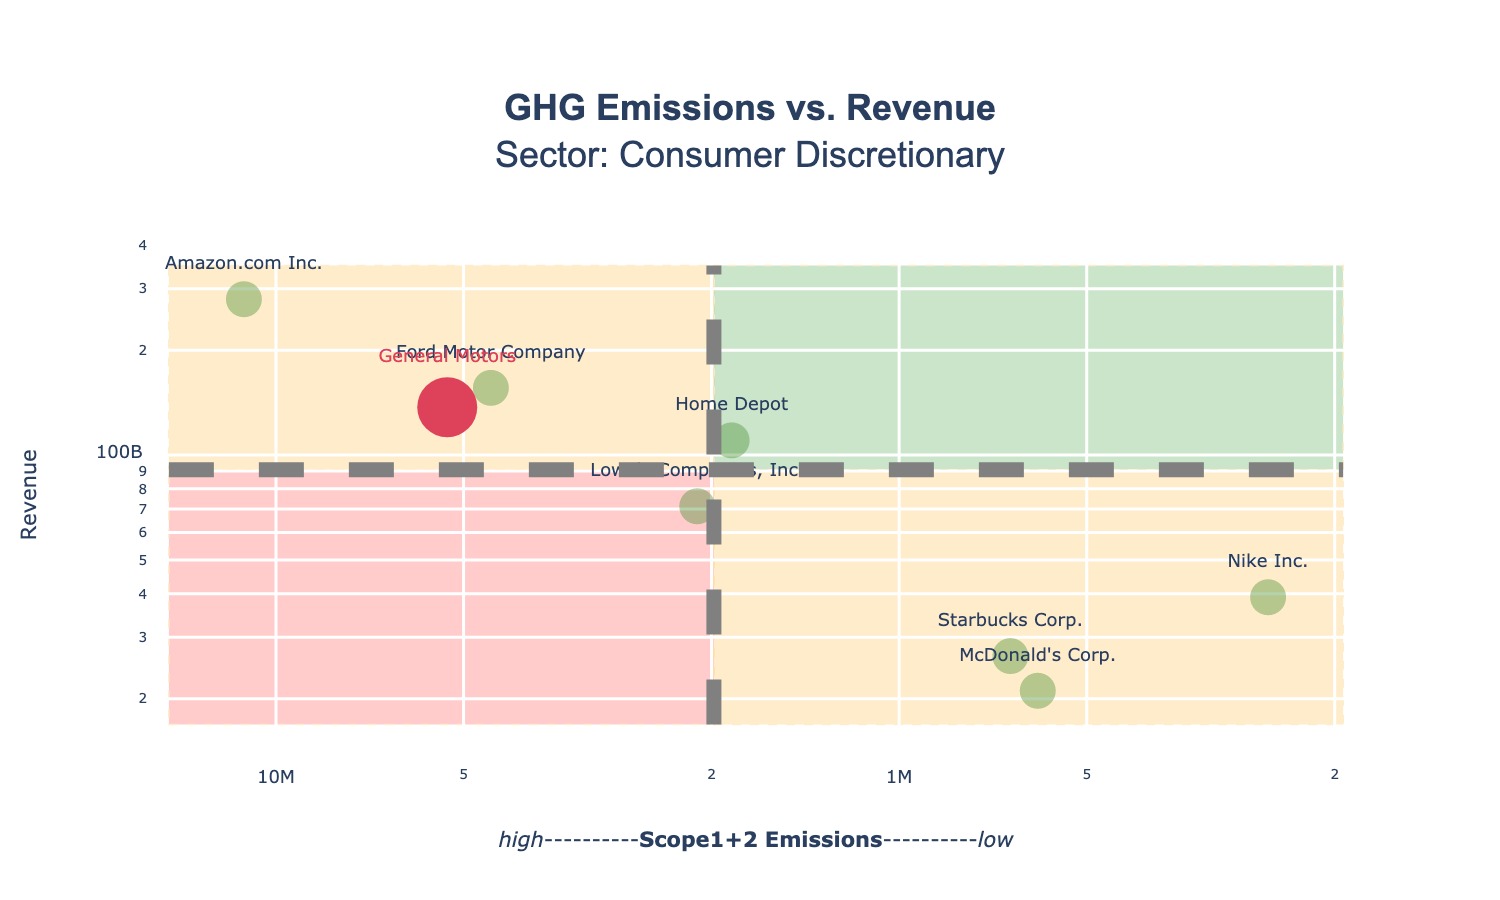 GHG Emissions vs. Revenue
Sector: Consumer Discretionary
4
Amazon.com Inc.
3
2
Ford Motor Company
General Motors
Home Depot
100B
9
Companies, Inc
8
7
6
5
Nike Inc.
4
Starbucks Corp.
3
McDonald's Corp.
2
Revenue
10M
5
2
1M
5
2
high----------Scope1+2 Emissions----------low